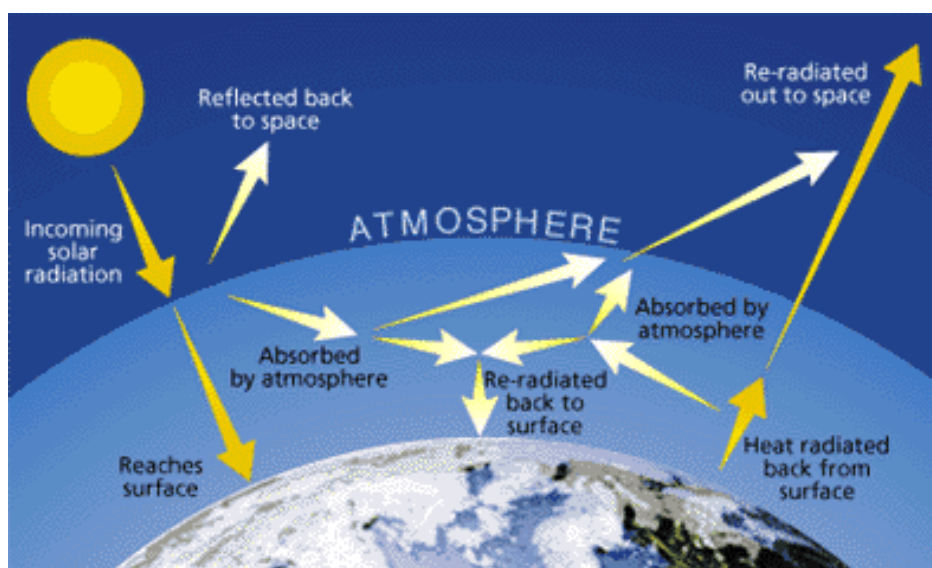 Reflected back
to space
Re-radiated
out to space
ATMOSPHERE
Incoming
solar
radiation
Absorbed
by atmosphere
Absorbed by
atmosphere
Re-radiated
back to
surface
Reaches
surface
Heat radiated
back from
surface